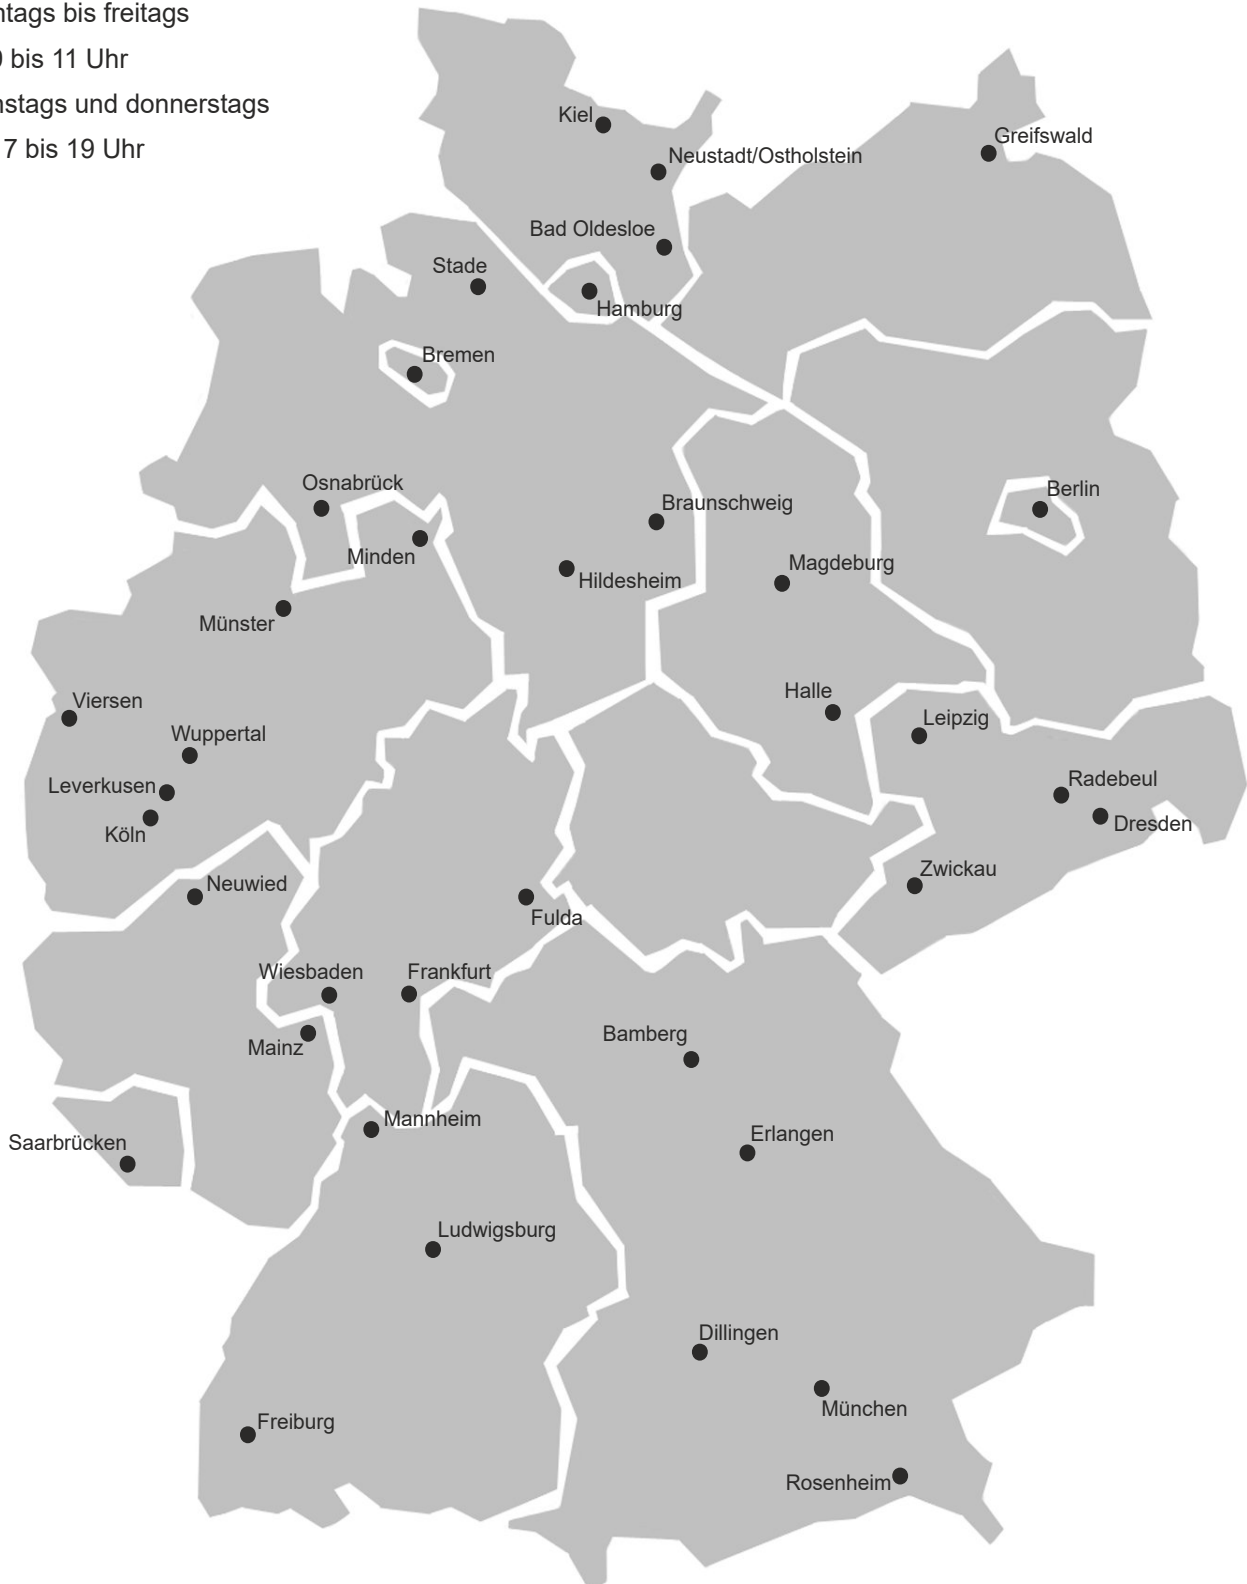 ntags bis freitags
bis 11 Uhr
nstags und donnerstags
7 bis 19 Uhr
Kiel
Greifswald
Neustadt/Ostholstein
Bad Oldesloe
Stade
Hamburg
Bremen
Osnabrück
Berlin
Braunschweig
Minden
Magdeburg
Hildesheim
Münster
Halle
Viersen
Leipzig
Wuppertal
Radebeul
Leverkusen
Dresden
Köln
Zwickau
Neuwied
Fulda
Wiesbaden
Frankfurt
Bamberg
Mainz
Mannheim
Erlangen
Saarbrücken
Ludwigsburg
Dillingen
München
Freiburg
Rosenheim